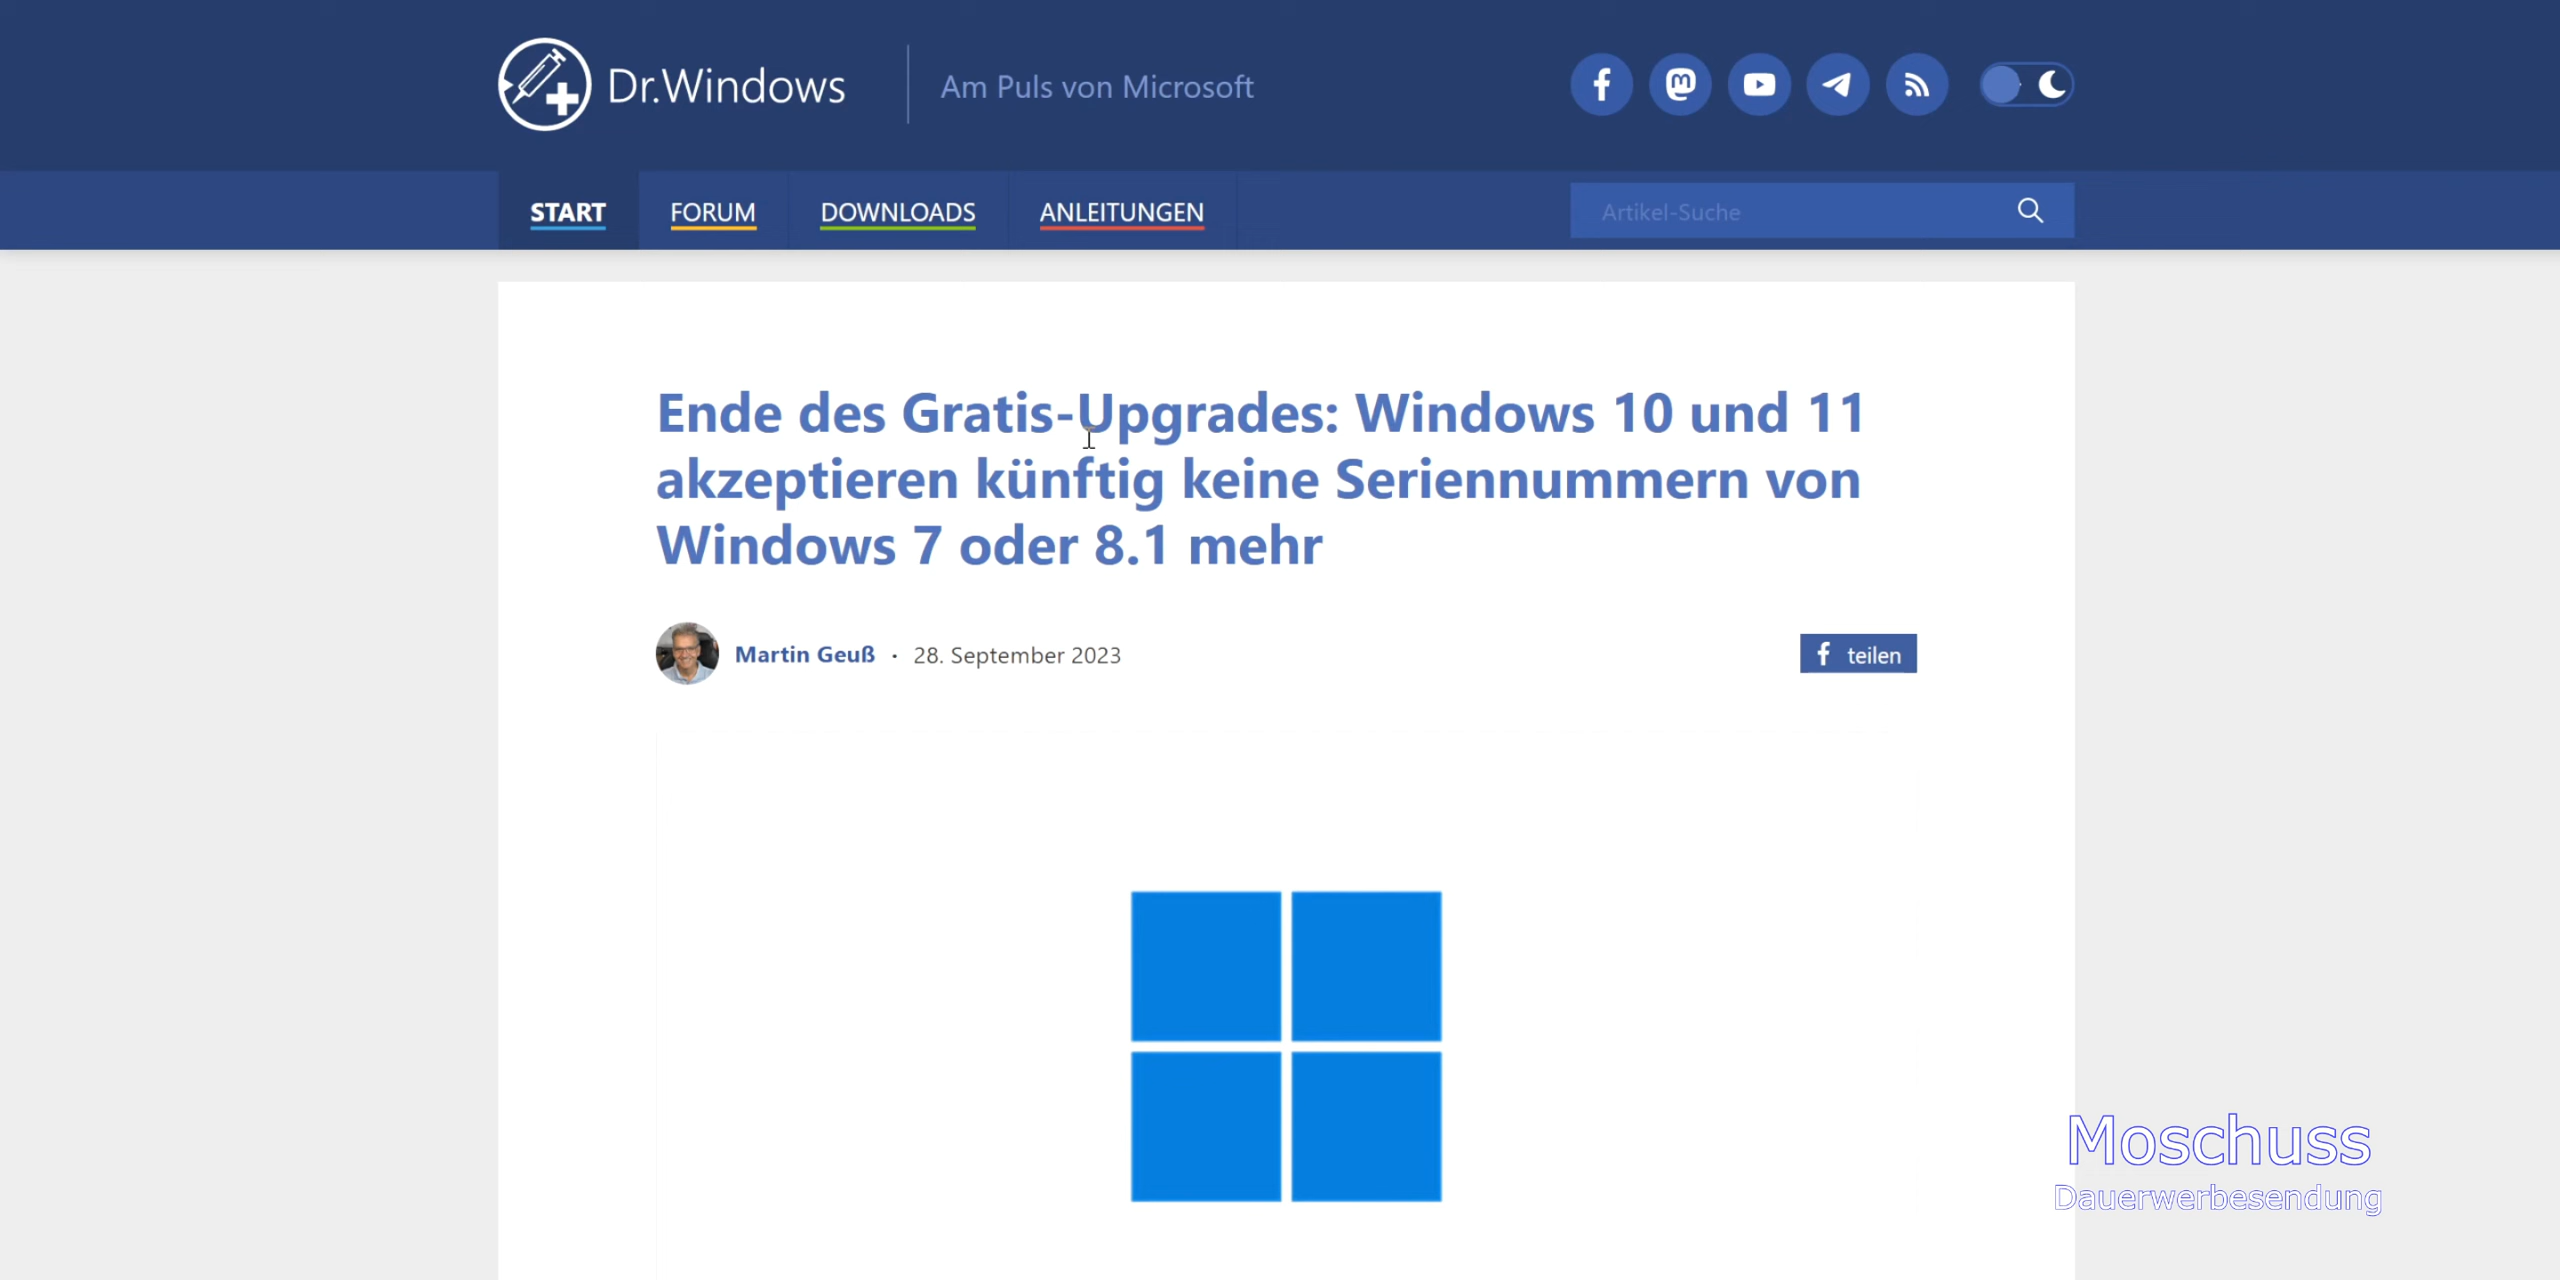 Dr.Windows
Am Puls von Microsoft
START
FORUM
DOWNLOADS
ANLEITUNGEN
Artikel-Suche
Ende des Gratis-Upgrades: Windows 10 und 11
akzeptieren künftig keine Seriennummern von
Windows 7 oder 8.1 mehr
Martin Geuß · 28. September 2023
teilen
Moschuss
Dauerwerbesendung